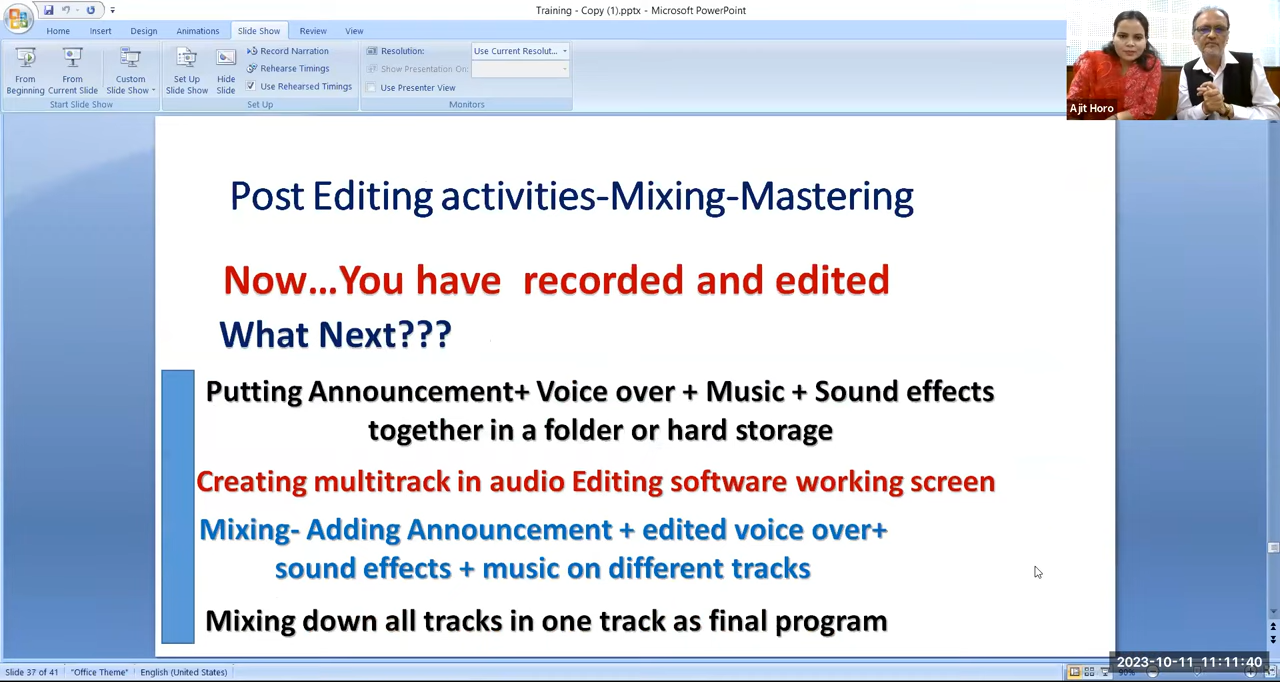 Training - Copy (1).pptx - Microsoft PowerPoint
Home Insert Design Animations Slide Show Review View
From Beginning
From Current Slide
Custom Slide Show
Start Slide Show
Set Up Slide Show
Hide Slide
Record Narration
Rehearse Timings
Use Rehearsed Timings
Set Up
Resolution: Use Current Resolut...
Show Presentation On:
Use Presenter View
Monitors
Ajit Horo
Post Editing activities-Mixing-Mastering
Now...You have recorded and edited
What Next???
Putting Announcement+ Voice over + Music + Sound effects
together in a folder or hard storage
Creating multitrack in audio Editing software working screen
Mixing- Adding Announcement + edited voice over+
sound effects + music on different tracks
Mixing down all tracks in one track as final program
Slide 37 of 41 "Office Theme" English (United States)
2023-10-11 11:11:40
90%